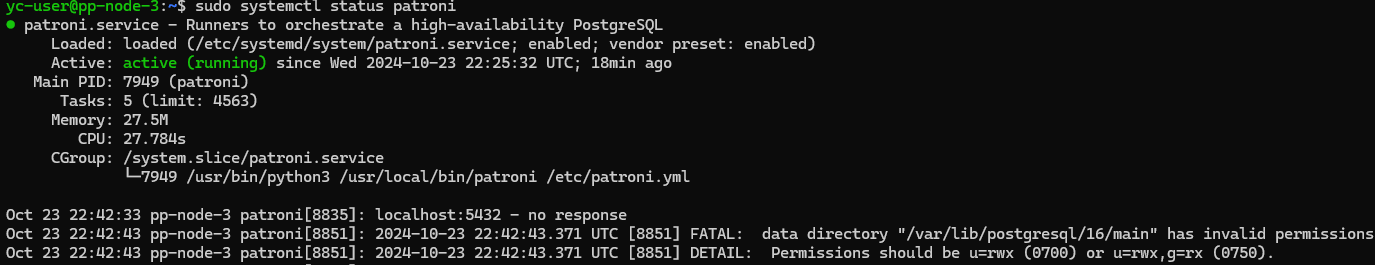 yc-user@pp-node-3:~$ sudo systemctl status patroni
● patroni.service - Runners to orchestrate a high-availability PostgreSQL
Loaded: loaded (/etc/systemd/system/patroni.service; enabled; vendor preset: enabled)
Active: active (running) since Wed 2024-10-23 22:25:32 UTC; 18min ago
Main PID: 7949 (patroni)
Tasks: 5 (limit: 4563)
Memory: 27.5M
CPU: 27.784s
CGroup: /system.slice/patroni.service
└─7949 /usr/bin/python3 /usr/local/bin/patroni /etc/patroni.yml
Oct 23 22:42:33 pp-node-3 patroni[8835]: localhost:5432 - no response
Oct 23 22:42:43 pp-node-3 patroni[8851]: 2024-10-23 22:42:43.371 UTC [8851] FATAL:  data directory "/var/lib/postgresql/16/main" has invalid permissions
Oct 23 22:42:43 pp-node-3 patroni[8851]: 2024-10-23 22:42:43.371 UTC [8851] DETAIL:  Permissions should be u=rwx (0700) or u=rwx,g=rx (0750).